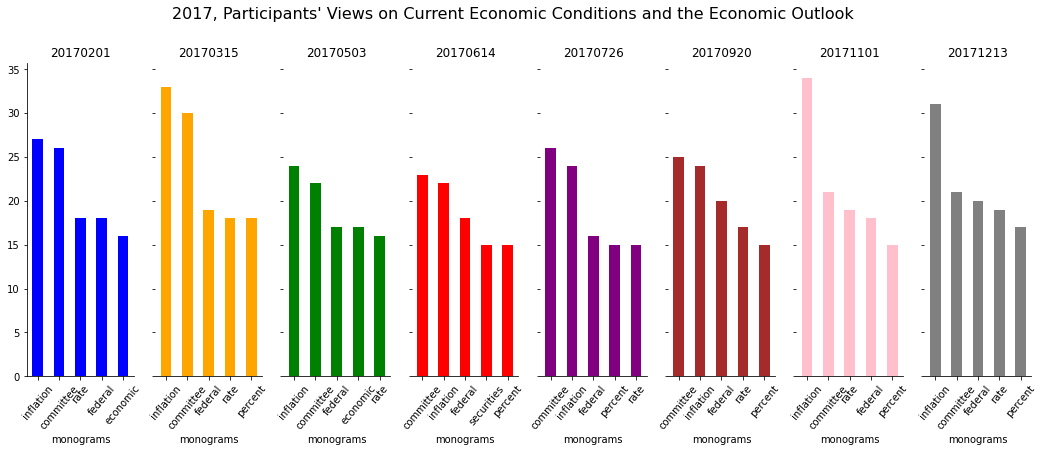 2017, Participants' Views on Current Economic Conditions and the Economic Outlook
20170201 20170315 20170503 20170614 20170726 20170920 20171101 20171213
35
30
25
20
15
10
5
0
inflation committee rate federal economic
inflation committee federal rate percent
inflation committee federal economic rate
committee inflation federal securities percent
committee inflation federal percent rate
committee inflation federal rate percent
inflation committee rate federal percent
inflation committee federal rate percent
monograms monograms monograms monograms monograms monograms monograms monograms